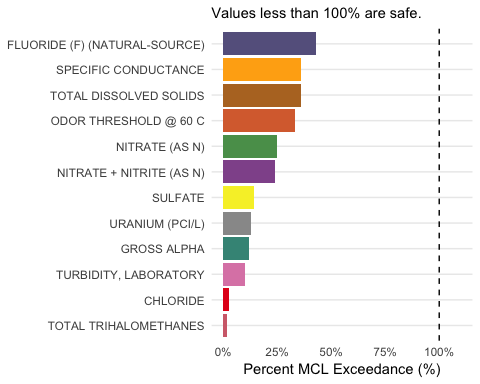 Values less than 100% are safe.
FLUORIDE (F) (NATURAL-SOURCE)
SPECIFIC CONDUCTANCE
TOTAL DISSOLVED SOLIDS
ODOR THRESHOLD @ 60 C
NITRATE (AS N)
NITRATE + NITRITE (AS N)
SULFATE
URANIUM (PCI/L)
GROSS ALPHA
TURBIDITY, LABORATORY
CHLORIDE
TOTAL TRIHALOMETHANES
0% 25% 50% 75% 100%
Percent MCL Exceedance (%)